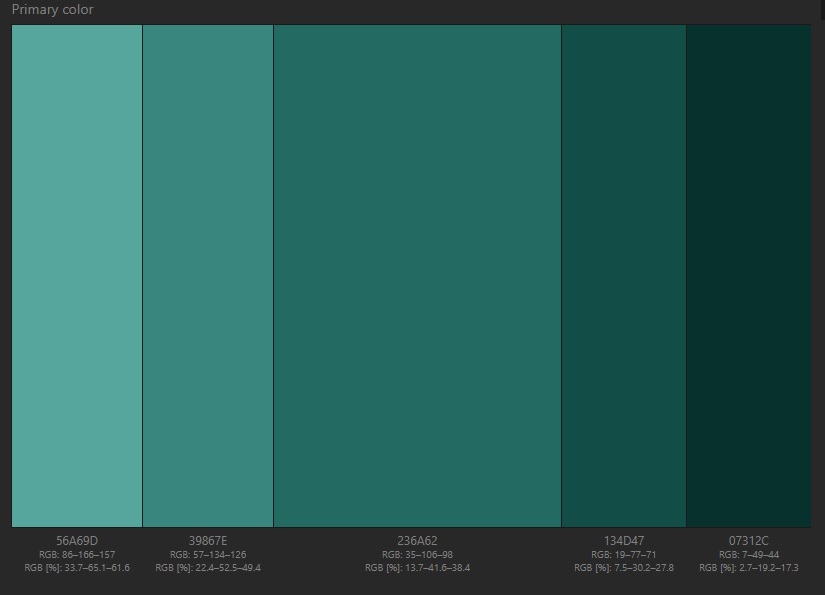 Primary color
56A69D
RGB: 86–166–157
RGB [%]: 33.7–65.1–61.6
39867E
RGB: 57–134–126
RGB [%]: 22.4–52.5–49.4
236A62
RGB: 35–106–98
RGB [%]: 13.7–41.6–38.4
134D47
RGB: 19–77–71
RGB [%]: 7.5–30.2–27.8
07312C
RGB: 7–49–44
RGB [%]: 2.7–19.2–17.3